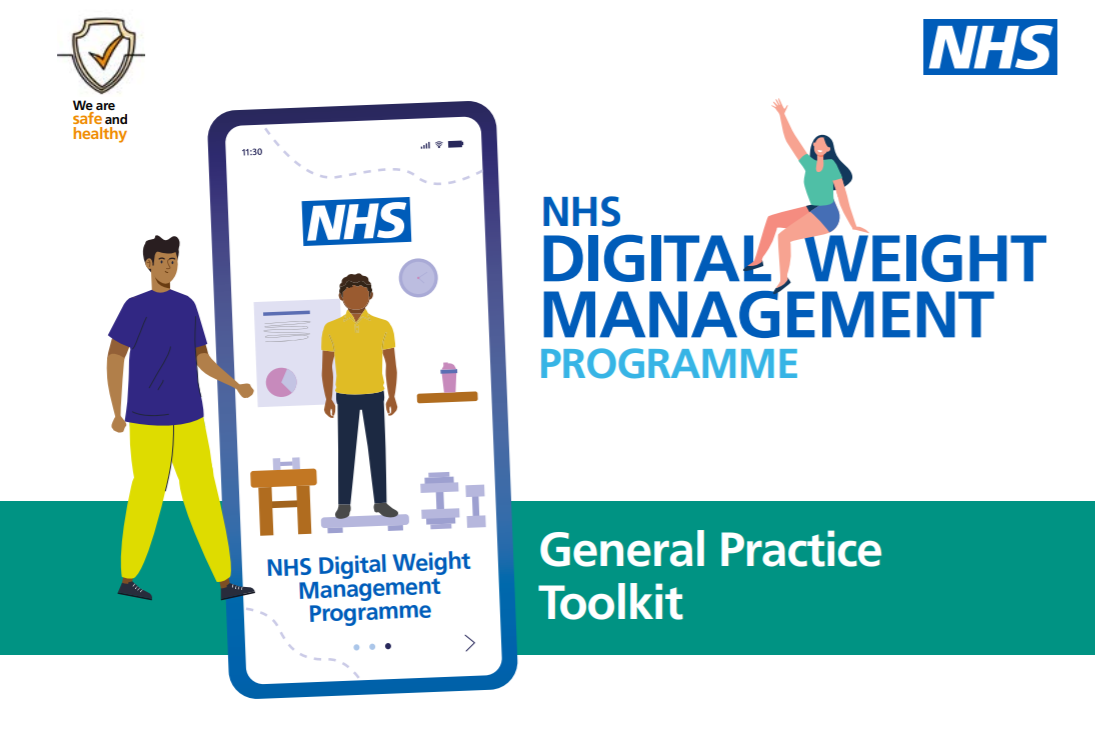 We are
safe and
healthy
NHS
11:30
NHS
NHS
DIGITAL WEIGHT
MANAGEMENT
PROGRAMME
NHS Digital Weight
Management
Programme
General Practice
Toolkit